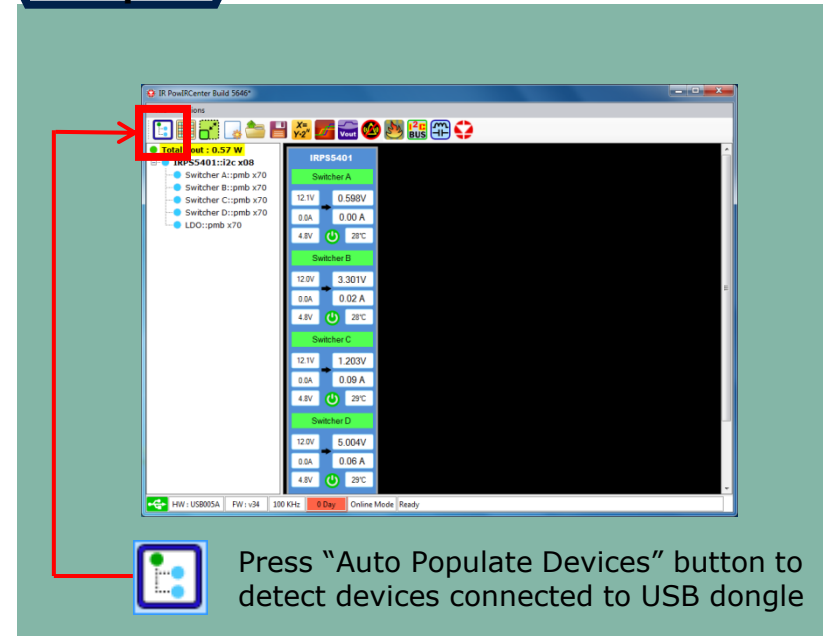 IR PowIRCenter Build 5646*
Total Pout : 0.57 W
IRPS5401::i2c x08
Switcher A::pmb x70
Switcher B::pmb x70
Switcher C::pmb x70
Switcher D::pmb x70
LDO::pmb x70
X=
Y·2ⁿ
Vout
i2c
BUS
IRPS5401
Switcher A
12.1V 0.598V
0.0A 0.00 A
4.8V 28°C
Switcher B
12.0V 3.301V
0.0A 0.02 A
4.8V 28°C
Switcher C
12.1V 1.203V
0.0A 0.09 A
4.8V 29°C
Switcher D
12.0V 5.004V
0.0A 0.06 A
4.8V 29°C
HW : USB005A FW : v34 100 KHz 0 Day Online Mode Ready
Press “Auto Populate Devices” button to
detect devices connected to USB dongle